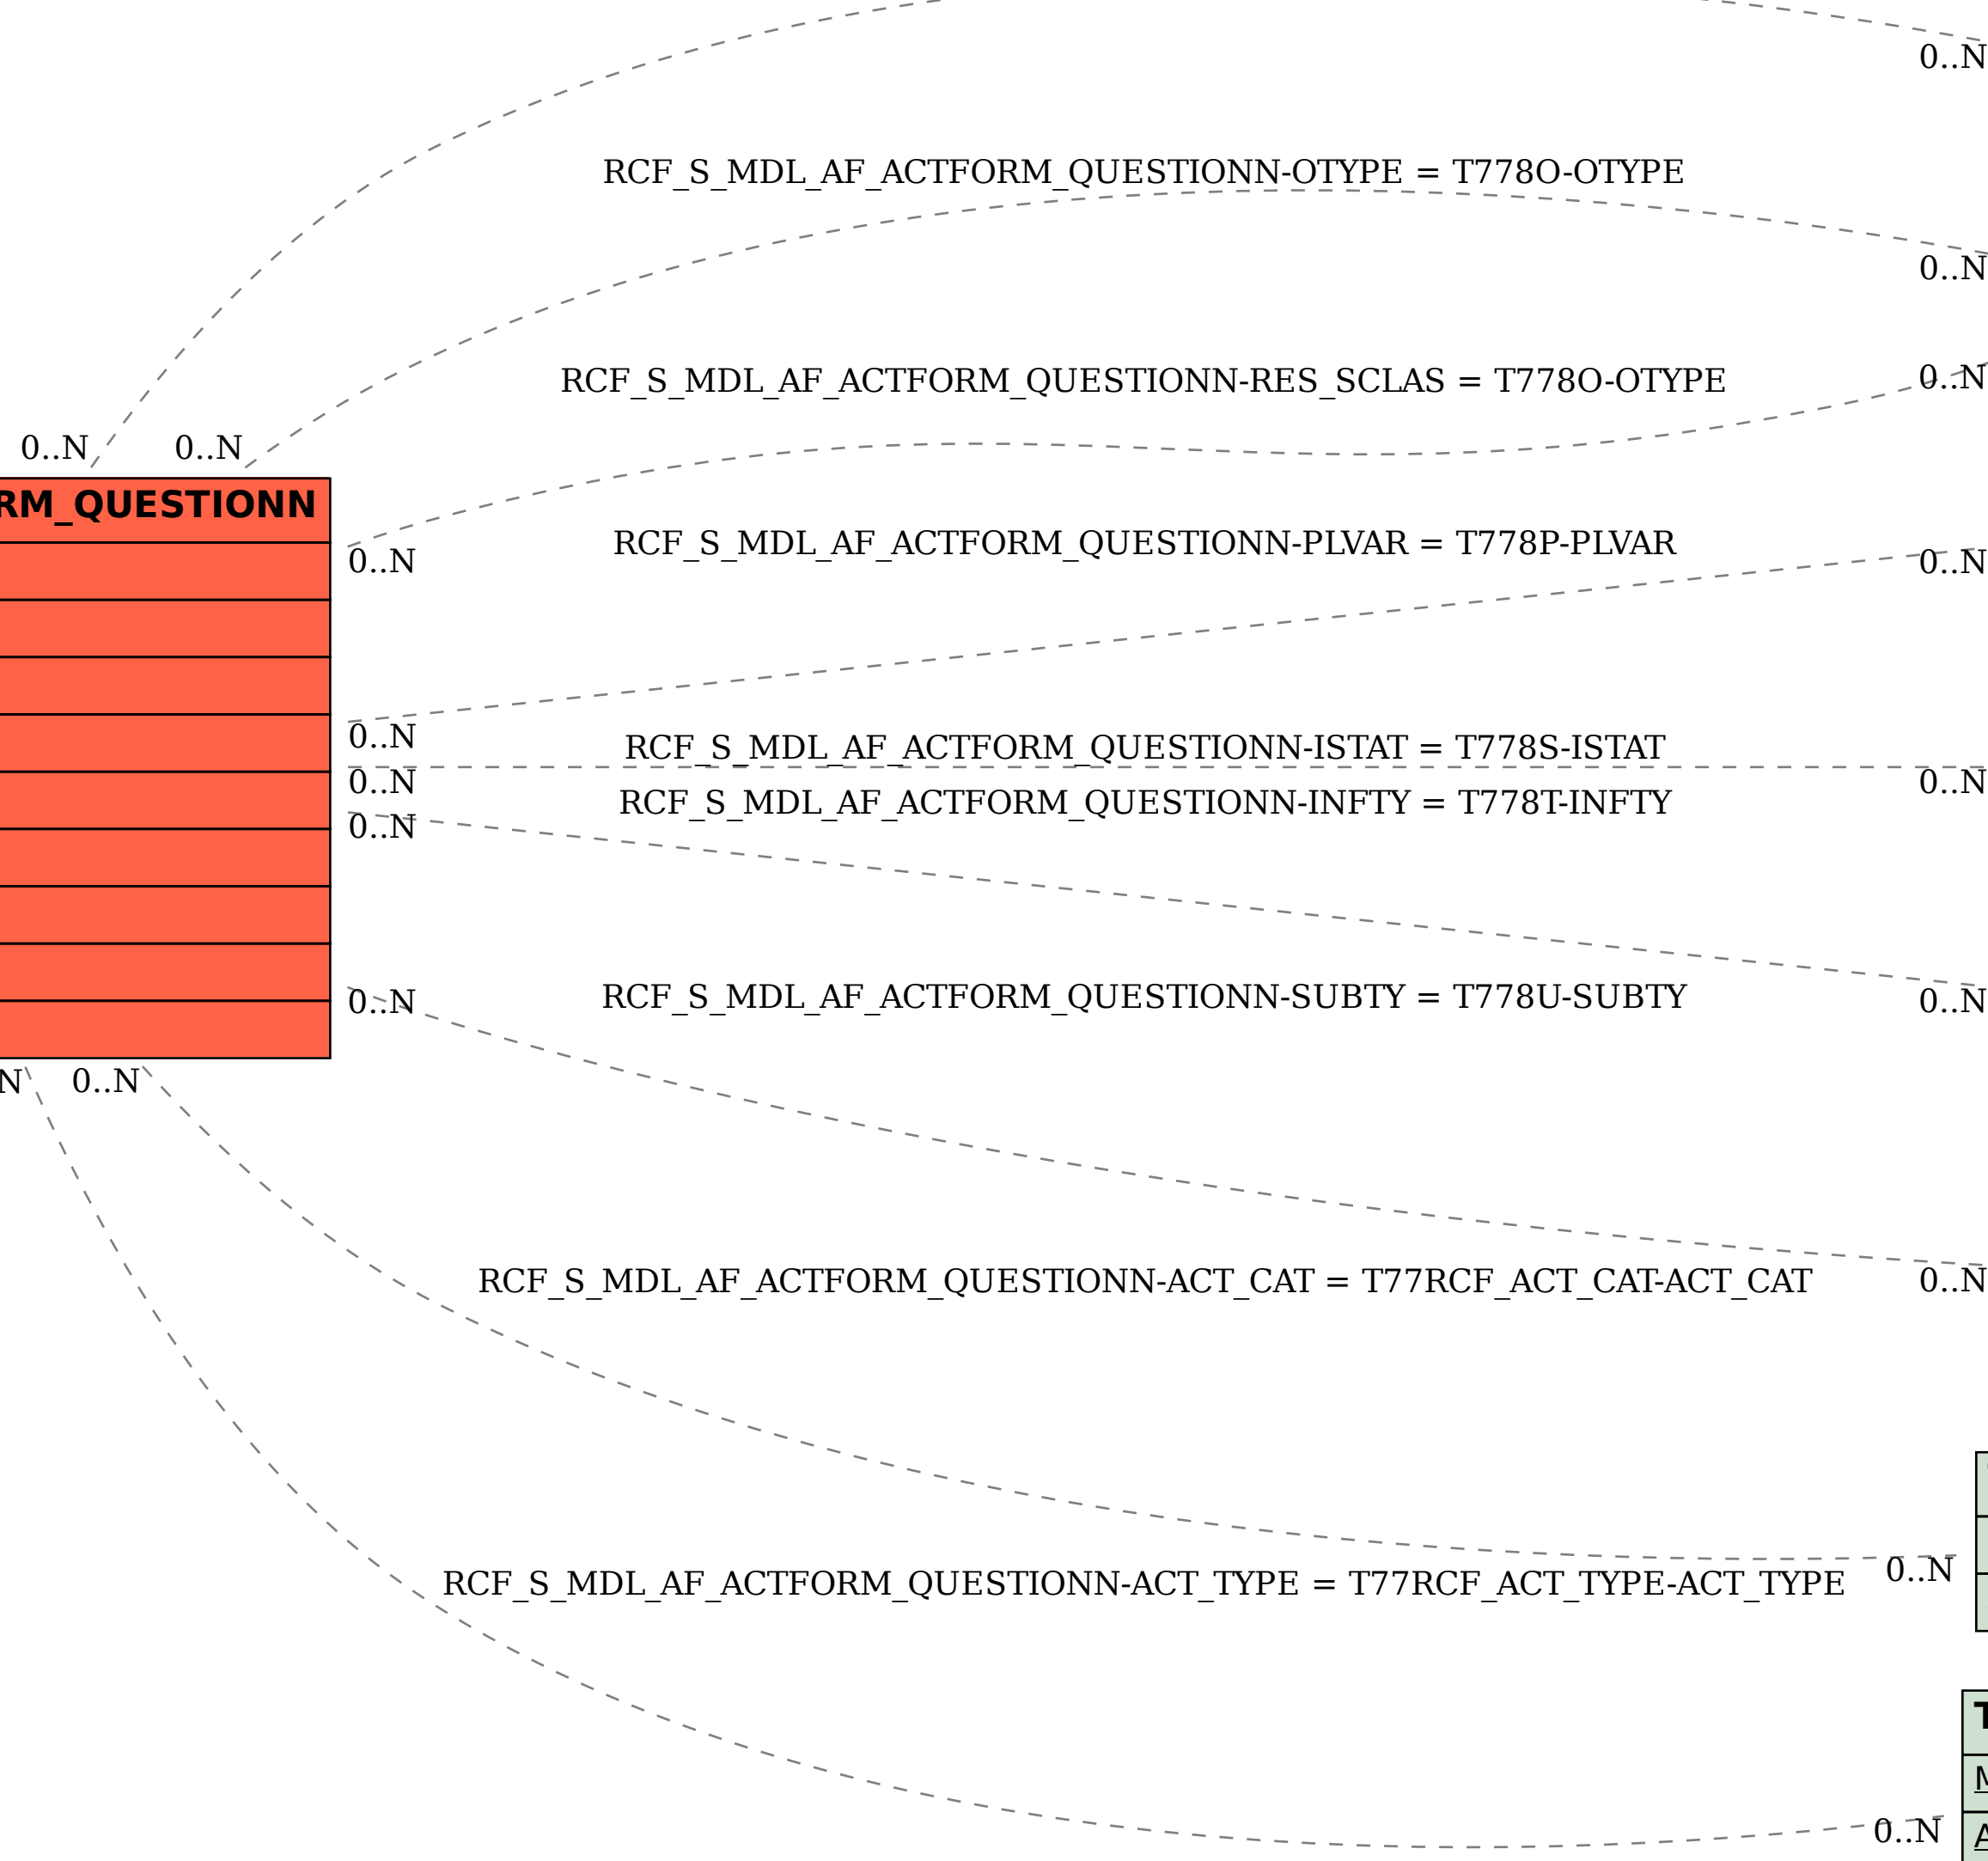 0..N
RCF_S_MDL_AF_ACTFORM_QUESTIONN-OTYPE = T778O-OTYPE
0..N
RCF_S_MDL_AF_ACTFORM_QUESTIONN-RES_SCLAS = T778O-OTYPE
0..N
0..N
0..N
RM_QUESTIONN
RCF_S_MDL_AF_ACTFORM_QUESTIONN-PLVAR = T778P-PLVAR
0..N
0..N
0..N
RCF_S_MDL_AF_ACTFORM_QUESTIONN-ISTAT = T778S-ISTAT
0..N
0..N
RCF_S_MDL_AF_ACTFORM_QUESTIONN-INFTY = T778T-INFTY
0..N
RCF_S_MDL_AF_ACTFORM_QUESTIONN-SUBTY = T778U-SUBTY
0..N
0..N
N
0..N
RCF_S_MDL_AF_ACTFORM_QUESTIONN-ACT_CAT = T77RCF_ACT_CAT-ACT_CAT
0..N
0..N
RCF_S_MDL_AF_ACTFORM_QUESTIONN-ACT_TYPE = T77RCF_ACT_TYPE-ACT_TYPE
0..N